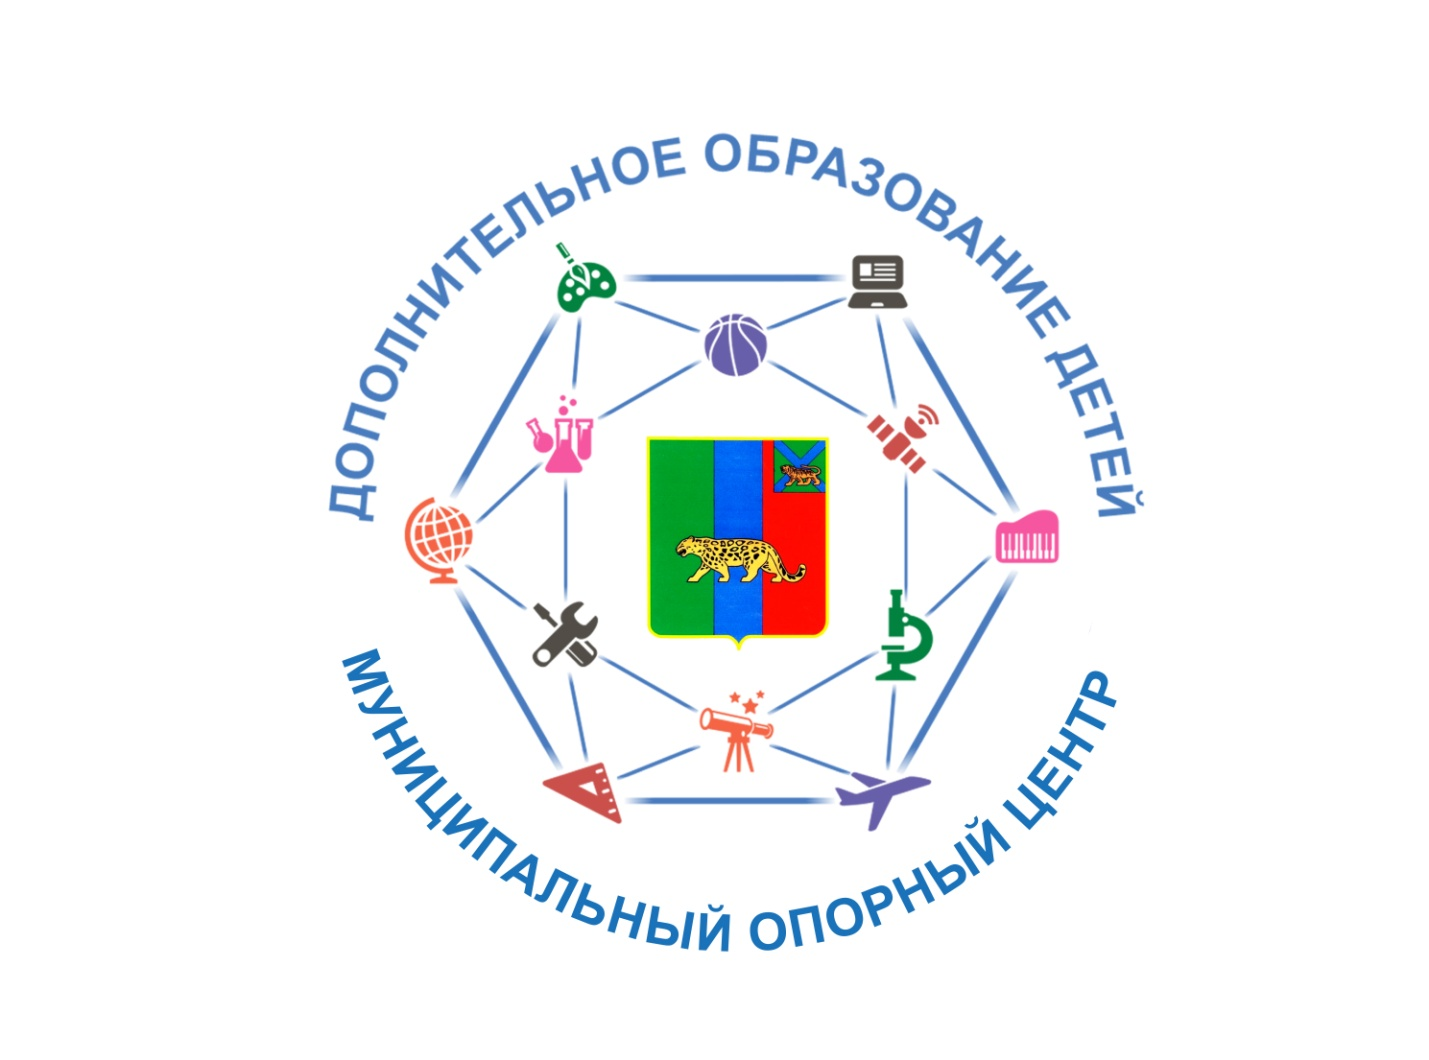 ДОПОЛНИТЕЛЬНОЕ ОБРАЗОВАНИЕ ДЕТЕЙ
МУНИЦИПАЛЬНЫЙ ОПОРНЫЙ ЦЕНТР